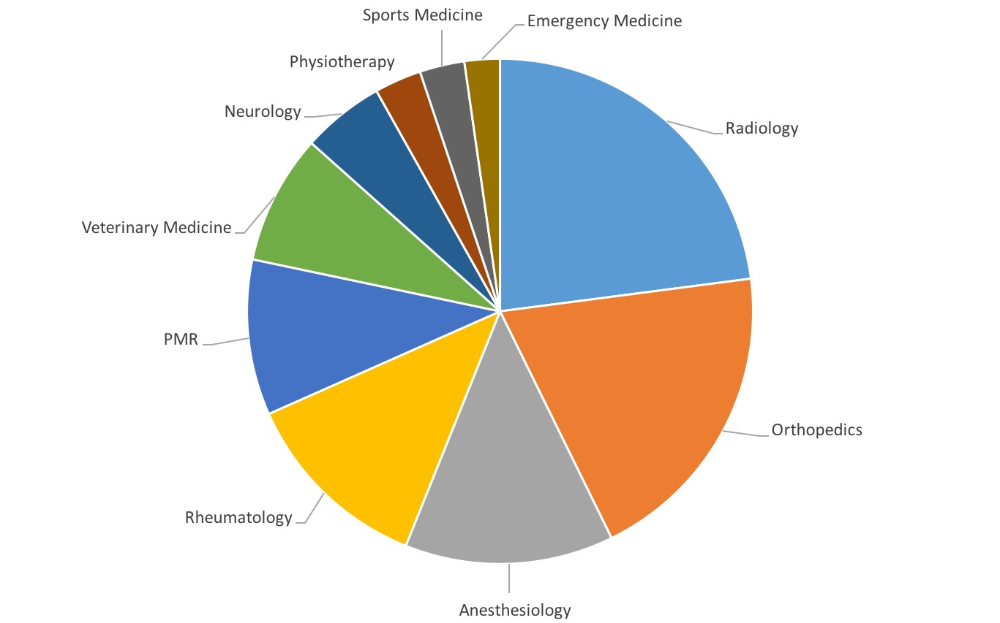 Sports Medicine
Emergency Medicine
Physiotherapy
Neurology
Radiology
Veterinary Medicine
PMR
Orthopedics
Rheumatology
Anesthesiology